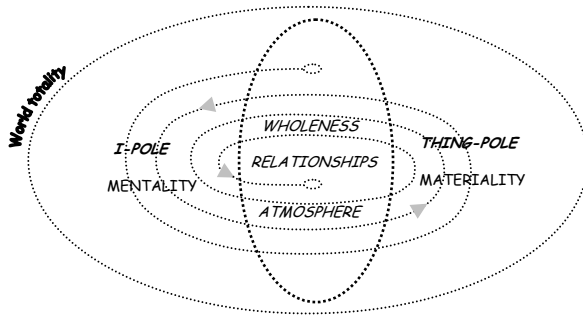 World totality
WHOLENESS
I-POLE
THING-POLE
RELATIONSHIPS
MENTALITY
MATERIALITY
ATMOSPHERE